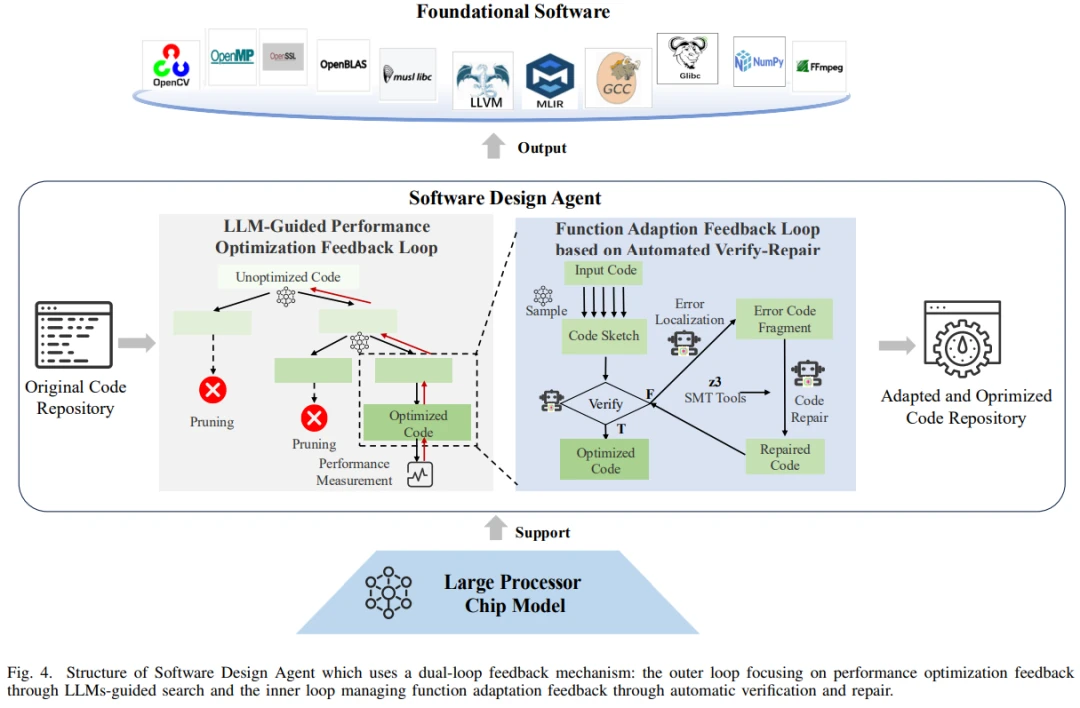 Foundational Software
OpenCV
OpenMP
OpenSSL
OpenBLAS
musl libc
LLVM
MLIR
GCC
Glibc
NumPy
FFmpeg
Output
Software Design Agent
LLM-Guided Performance
Optimization Feedback Loop
Unoptimized Code
Pruning
Pruning
Optimized
Code
Performance
Measurement
Function Adaption Feedback Loop
based on Automated Verify-Repair
Input Code
Sample
Code Sketch
Error
Localization
Error Code
Fragment
Verify
F
T
z3
SMT Tools
Code
Repair
Optimized
Code
Repaired
Code
Original Code
Repository
Adapted and Oprimized
Code Repository
Support
Large Processor
Chip Model
Fig. 4. Structure of Software Design Agent which uses a dual-loop feedback mechanism: the outer loop focusing on performance optimization feedback
through LLMs-guided search and the inner loop managing function adaptation feedback through automatic verification and repair.